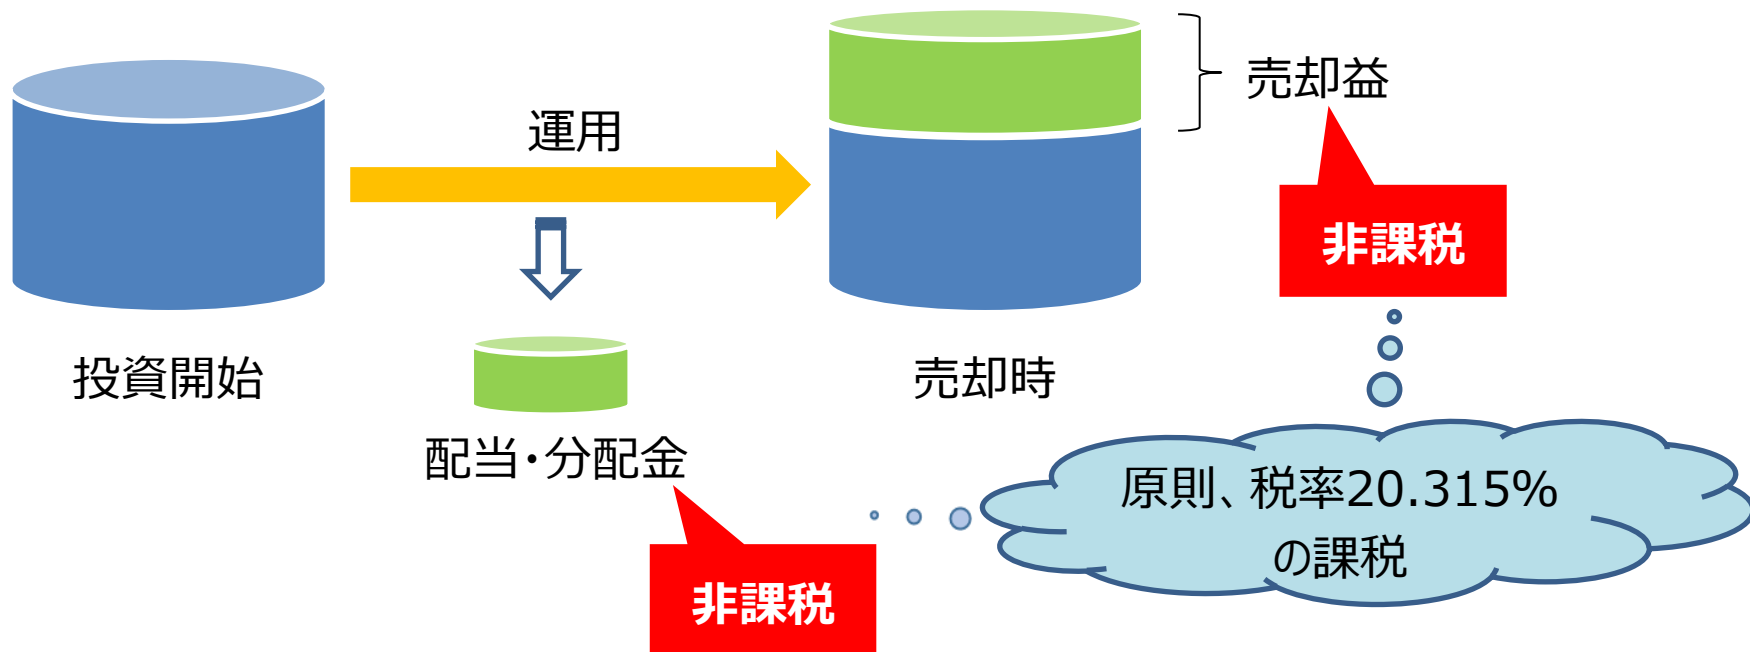 運用
売却益
非課税
投資開始
売却時
配当・分配金
非課税
原則、税率20.315%
の課税